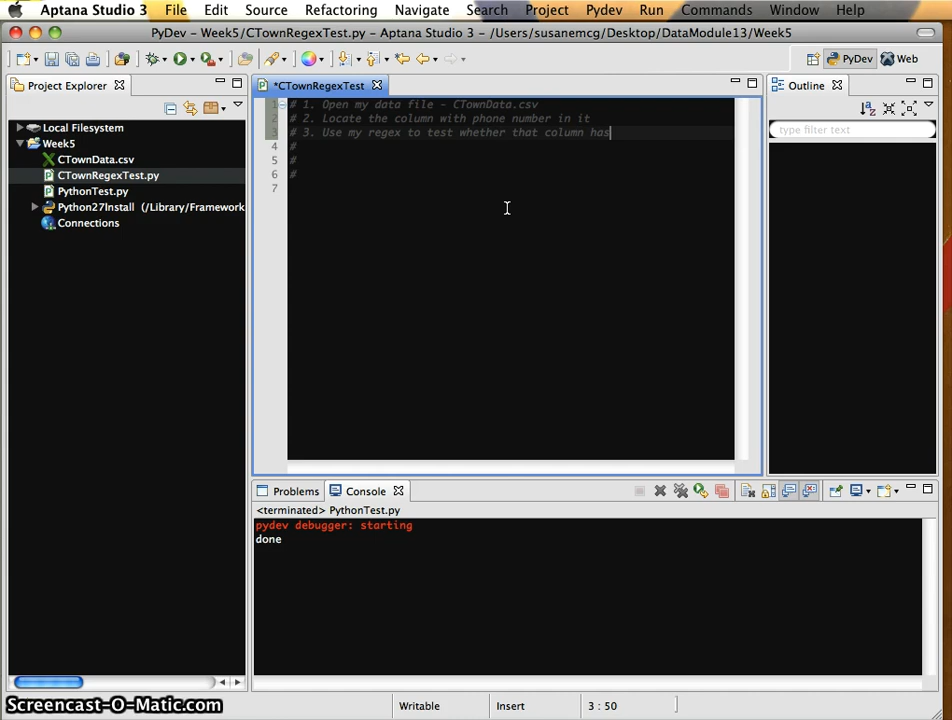 Aptana Studio 3 File Edit Source Refactoring Navigate Search Project Pydev Run Commands Window Help
PyDev - Week5/CTownRegexTest.py - Aptana Studio 3 - /Users/susanemcg/Desktop/DataModule13/Week5
PyDev Web
Project Explorer
*CTownRegexTest
Outline
type filter text
Local Filesystem
Week5
CTownData.csv
CTownRegexTest.py
PythonTest.py
Python27Install (/Library/Framework
Connections
1 # 1. Open my data file - CTownData.csv
2 # 2. Locate the column with phone number in it
3 # 3. Use my regex to test whether that column has
4 #
5 #
6 #
7
Problems Console
<terminated> PythonTest.py
pydev debugger: starting
done
Writable Insert 3 : 50
Screencast-O-Matic.com